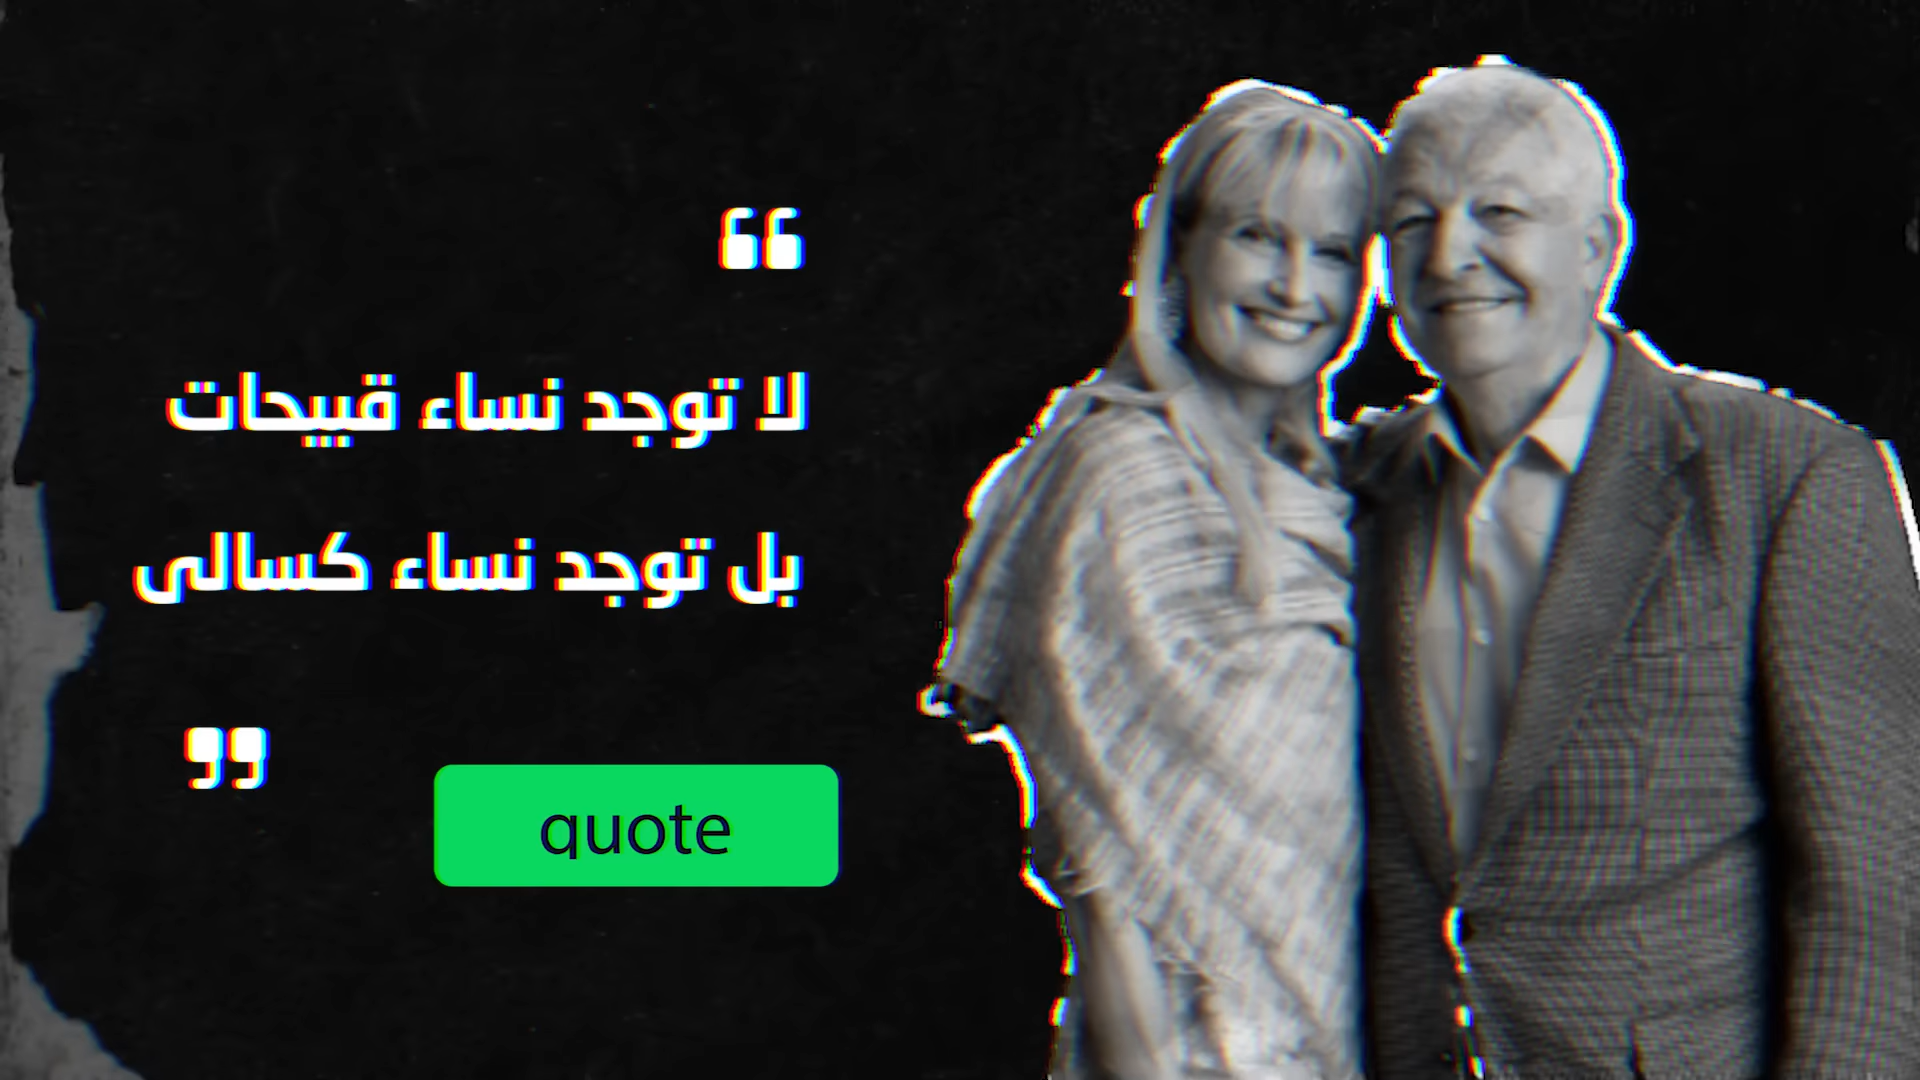 “
لا توجد نساء قبيحات
بل توجد نساء كسالى
”
quote